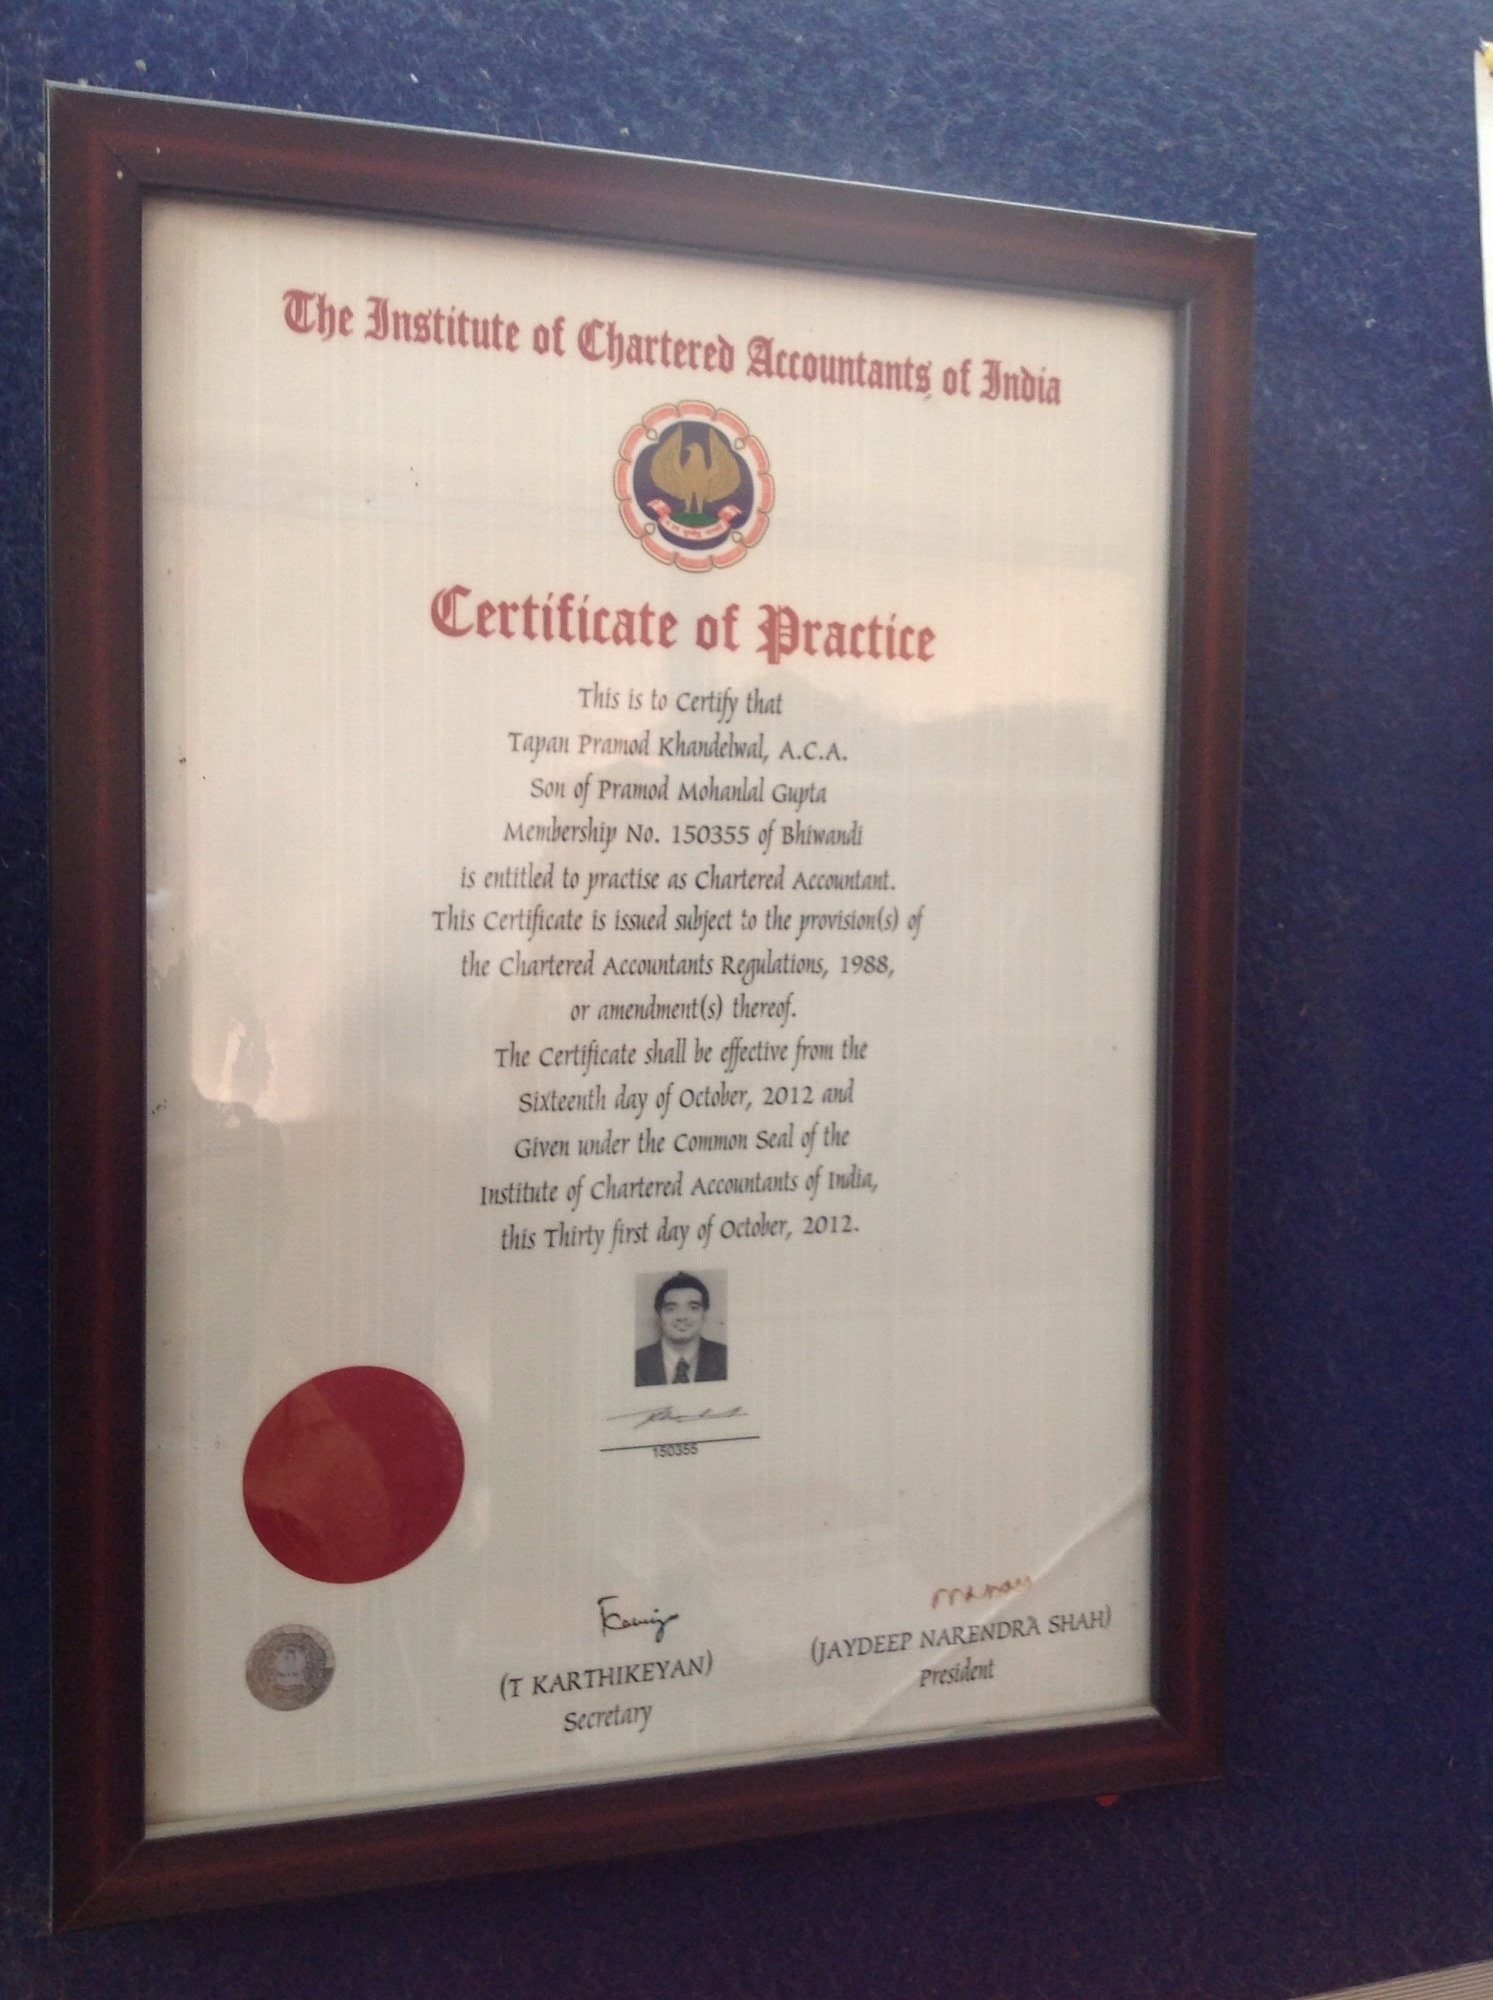 The Institute of Chartered Accountants of India
Certificate of Practice
This is to Certify that
Tapan Pramod Khandelwal, A.C.A.
Son of Pramod Mohanlal Gupta
Membership No. 150355 of Bhiwandi
is entitled to practise as Chartered Accountant.
This Certificate is issued subject to the provision(s) of
the Chartered Accountants Regulations, 1988,
or amendment(s) thereof.
The Certificate shall be effective from the
Sixteenth day of October, 2012 and
Given under the Common Seal of the
Institute of Chartered Accountants of India,
this Thirty first day of October, 2012.
150355
(T KARTHIKEYAN)
Secretary
(JAYDEEP NARENDRA SHAH)
President